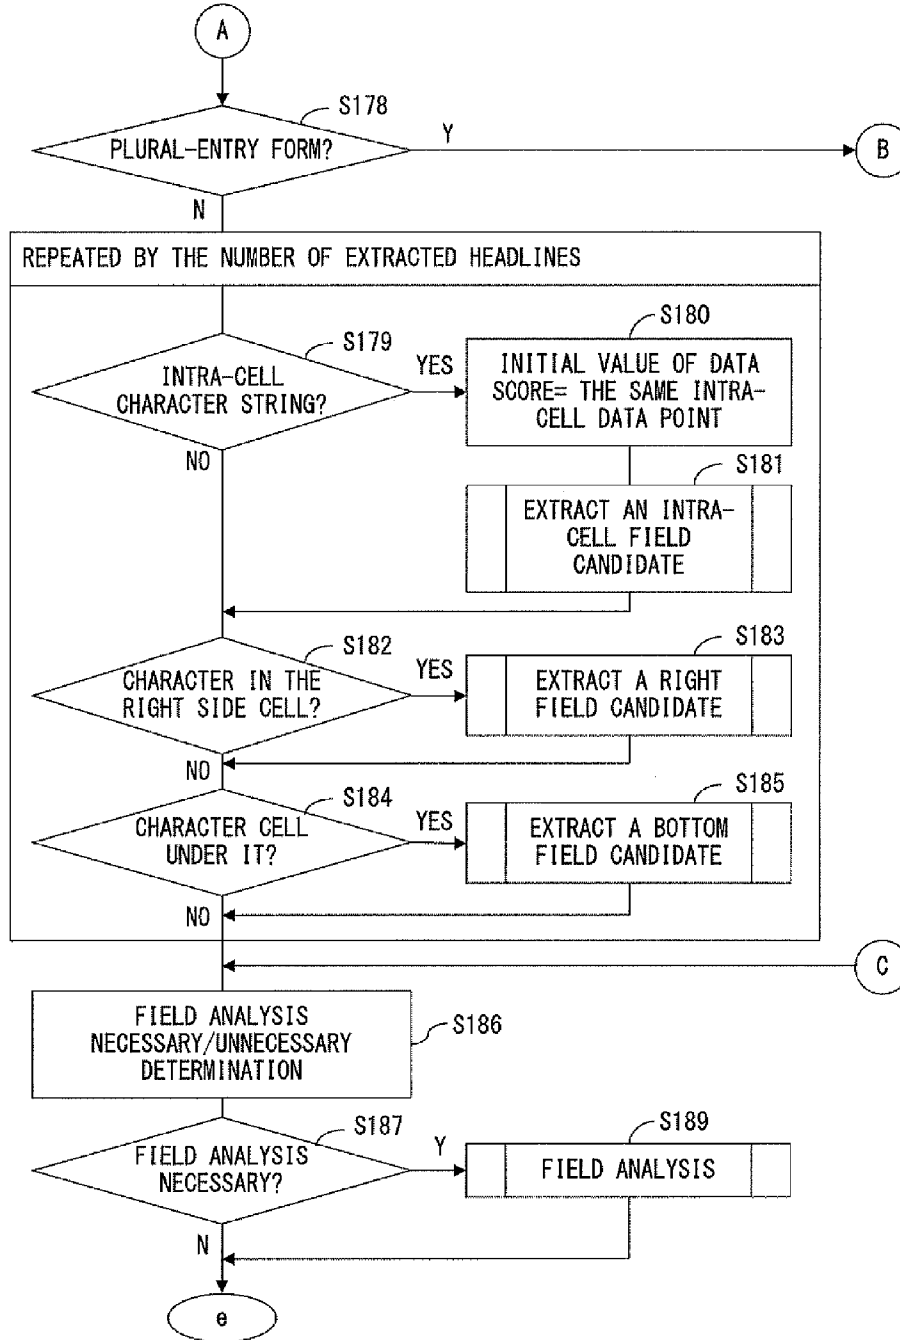 A
S178
PLURAL-ENTRY FORM?
Y
B
N
REPEATED BY THE NUMBER OF EXTRACTED HEADLINES
S179
INTRA-CELL
CHARACTER STRING?
YES
NO
S180
INITIAL VALUE OF DATA
SCORE= THE SAME INTRA-
CELL DATA POINT
S181
EXTRACT AN INTRA-
CELL FIELD
CANDIDATE
S182
CHARACTER IN THE
RIGHT SIDE CELL?
YES
NO
S183
EXTRACT A RIGHT
FIELD CANDIDATE
S184
CHARACTER CELL
UNDER IT?
YES
NO
S185
EXTRACT A BOTTOM
FIELD CANDIDATE
C
FIELD ANALYSIS
NECESSARY/UNNECESSARY
DETERMINATION
S186
S187
FIELD ANALYSIS
NECESSARY?
Y
N
S189
FIELD ANALYSIS
e